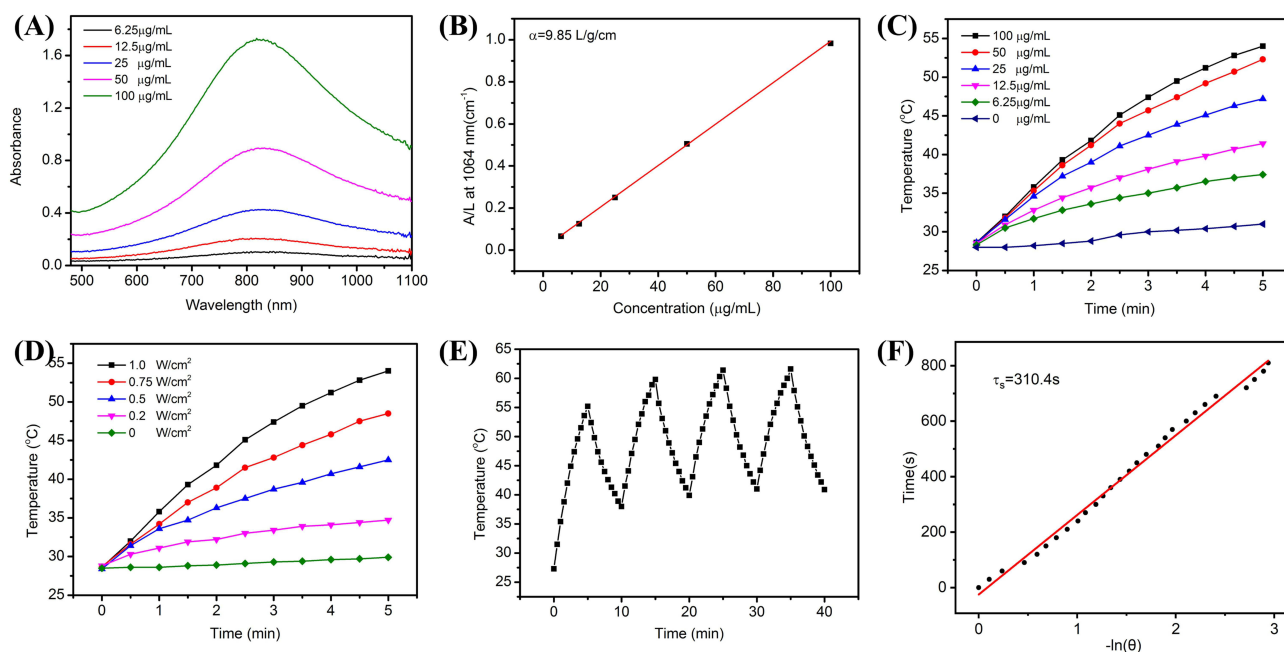 (A)
6.25μg/mL
12.5μg/mL
25 μg/mL
50 μg/mL
100 μg/mL
Absorbance
1.6
1.2
0.8
0.4
0.0
500 600 700 800 900 1000 1100
Wavelength (nm)
(B)
α=9.85 L/g/cm
A/L at 1064 nm(cm⁻¹)
1.0
0.8
0.6
0.4
0.2
0.0
0 20 40 60 80 100
Concentration (μg/mL)
(C)
100 μg/mL
50 μg/mL
25 μg/mL
12.5μg/mL
6.25μg/mL
0 μg/mL
Temperature (°C)
55
50
45
40
35
30
25
0 1 2 3 4 5
Time (min)
(D)
1.0 W/cm²
0.75 W/cm²
0.5 W/cm²
0.2 W/cm²
0 W/cm²
Temperature (°C)
55
50
45
40
35
30
25
0 1 2 3 4 5
Time (min)
(E)
Temperature (°C)
65
60
55
50
45
40
35
30
25
0 10 20 30 40
Time (min)
(F)
τs=310.4s
Time(s)
800
600
400
200
0
0 1 2 3
-ln(θ)